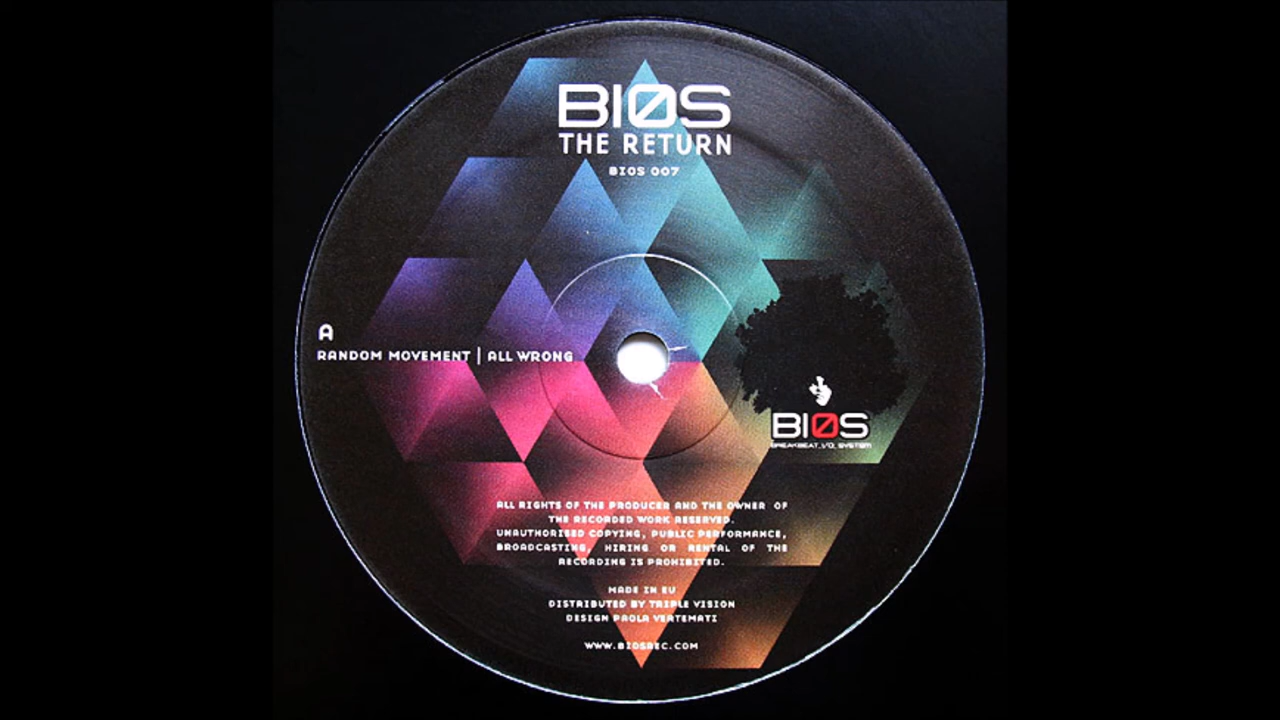 BIØS
THE RETURN
BIOS 007
A
RANDOM MOVEMENT | ALL WRONG
BIØS
BREAKBEAT_I/O_SYSTEM
ALL RIGHTS OF THE PRODUCER AND THE OWNER OF
THE RECORDED WORK RESERVED.
UNAUTHORISED COPYING, PUBLIC PERFORMANCE,
BROADCASTING, HIRING OR RENTAL OF THE
RECORDING IS PROHIBITED.
MADE IN EU
DISTRIBUTED BY TRIPLE VISION
DESIGN PAOLA VERTEMATI
WWW.BIOSREC.COM